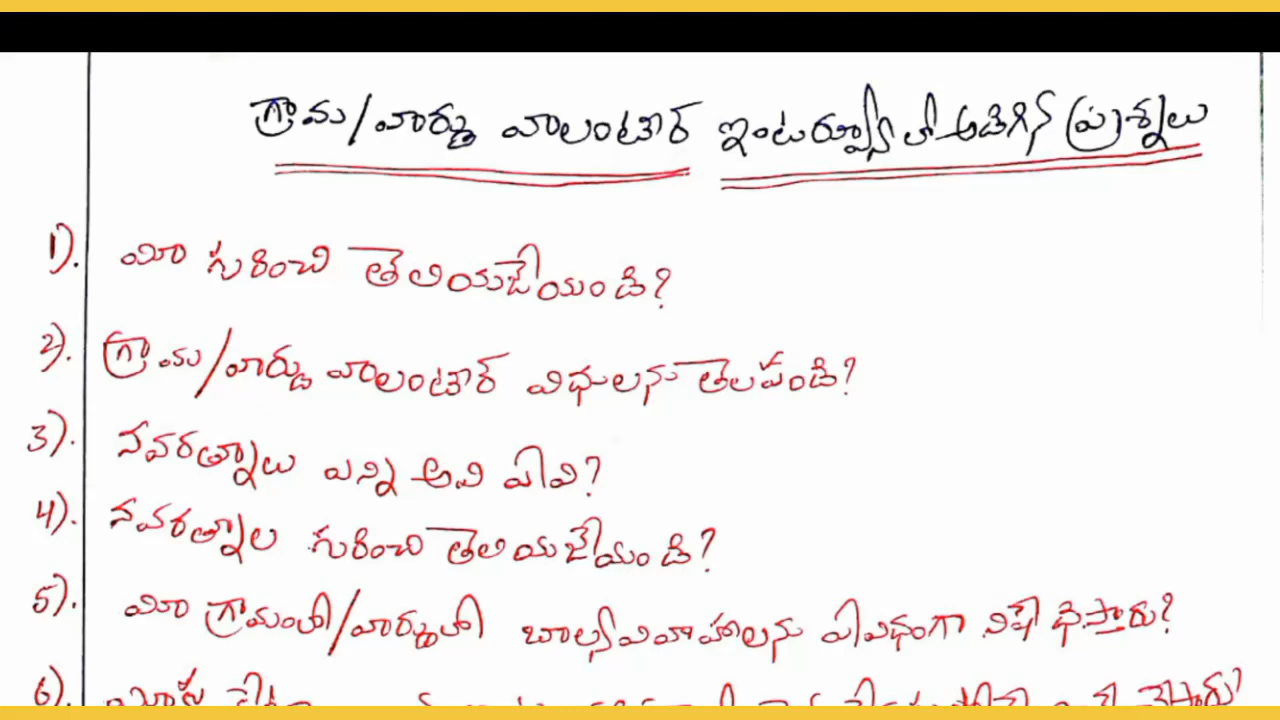 గ్రామ/వార్డు వాలంటీర్ ఇంటర్వ్యూ లో అడిగిన ప్రశ్నలు
1). మీ గురించి తెలియజేయండి?
2). గ్రామ/వార్డు వాలంటీర్ విధులను తెలపండి?
3). నవరత్నాలు ఎన్ని అవి ఏవి?
4). నవరత్నాల గురించి తెలియజేయండి?
5). మీ గ్రామంలో/వార్డులో బాల్యవివాహాలను ఏవిధంగా నిషేధిస్తారు?
6).